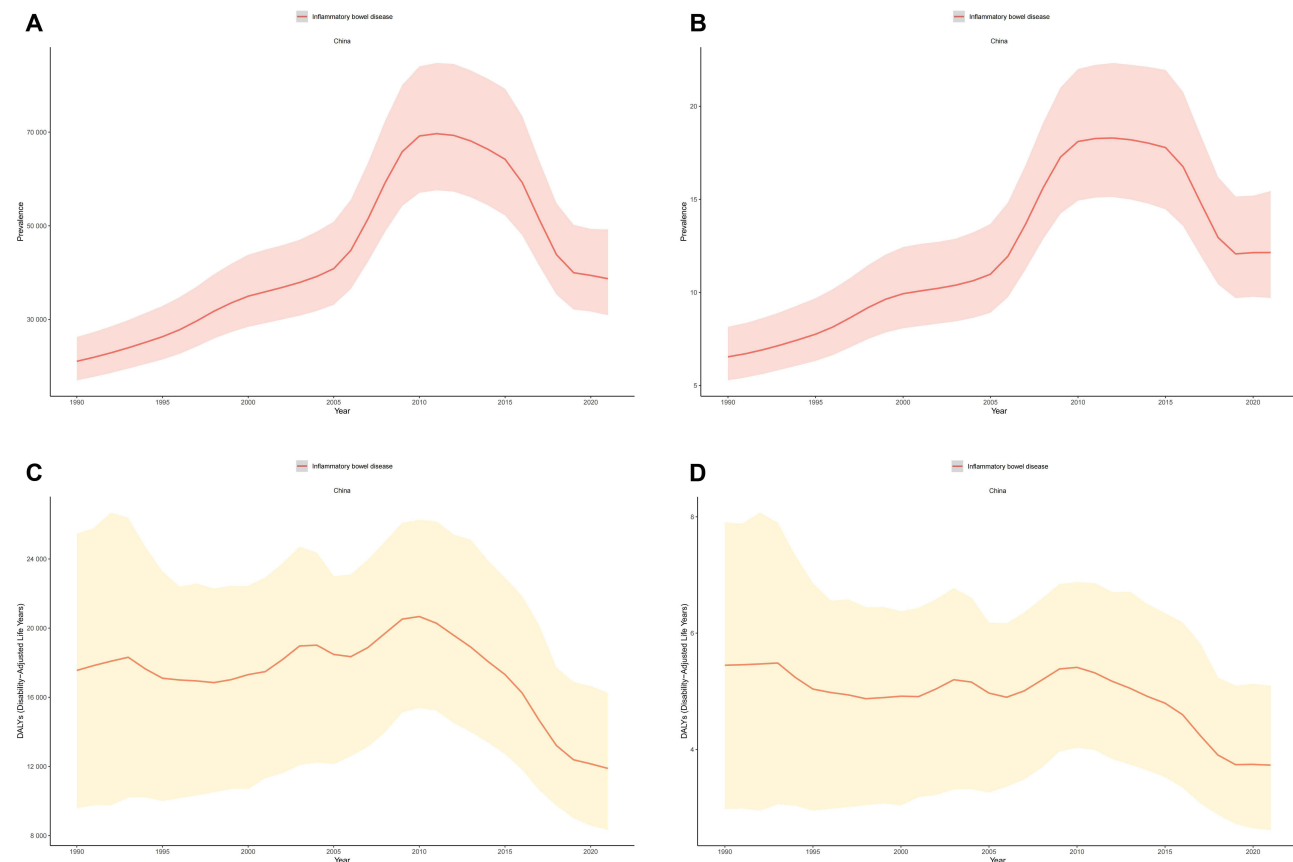 A
Inflammatory bowel disease
China
70 000
50 000
30 000
Prevalence
1990 1995 2000 2005 2010 2015 2020
Year
B
Inflammatory bowel disease
China
20
15
10
5
Prevalence
1990 1995 2000 2005 2010 2015 2020
Year
C
Inflammatory bowel disease
China
24 000
20 000
16 000
12 000
8 000
DALYs (Disability−Adjusted Life Years)
1990 1995 2000 2005 2010 2015 2020
Year
D
Inflammatory bowel disease
China
8
6
4
DALYs (Disability−Adjusted Life Years)
1990 1995 2000 2005 2010 2015 2020
Year